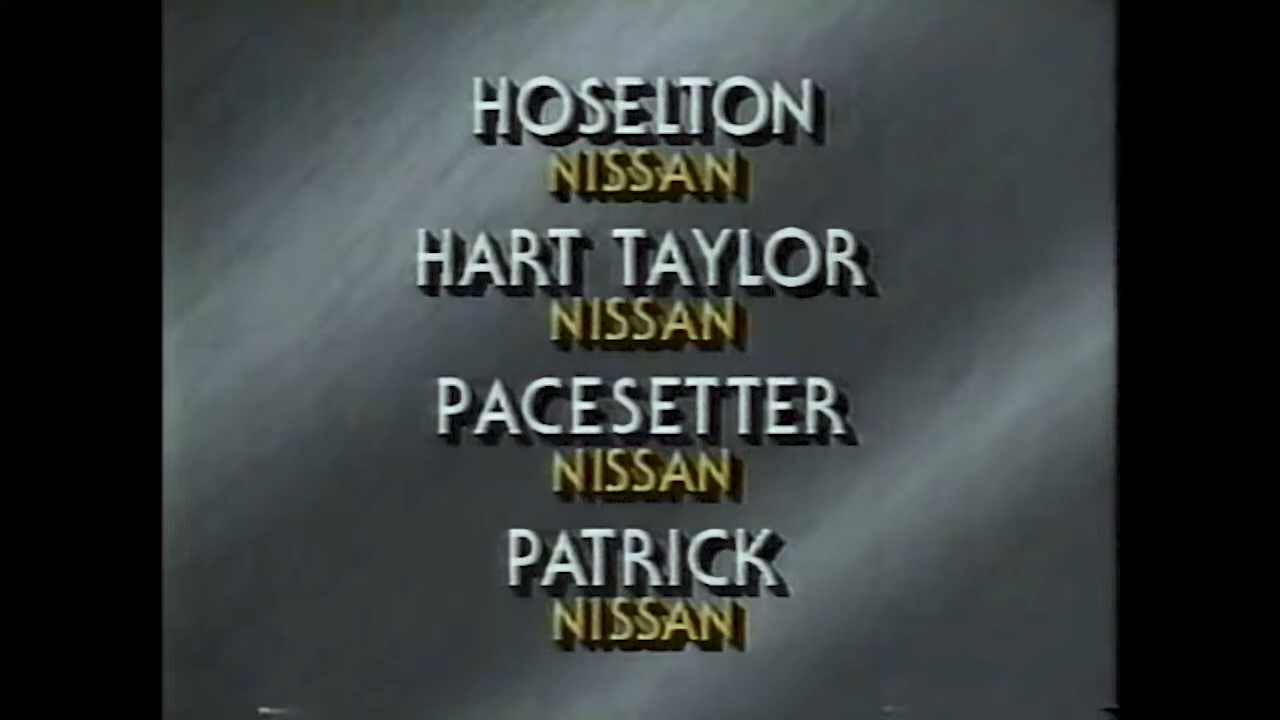 HOSELTON
NISSAN
HART TAYLOR
NISSAN
PACESETTER
NISSAN
PATRICK
NISSAN